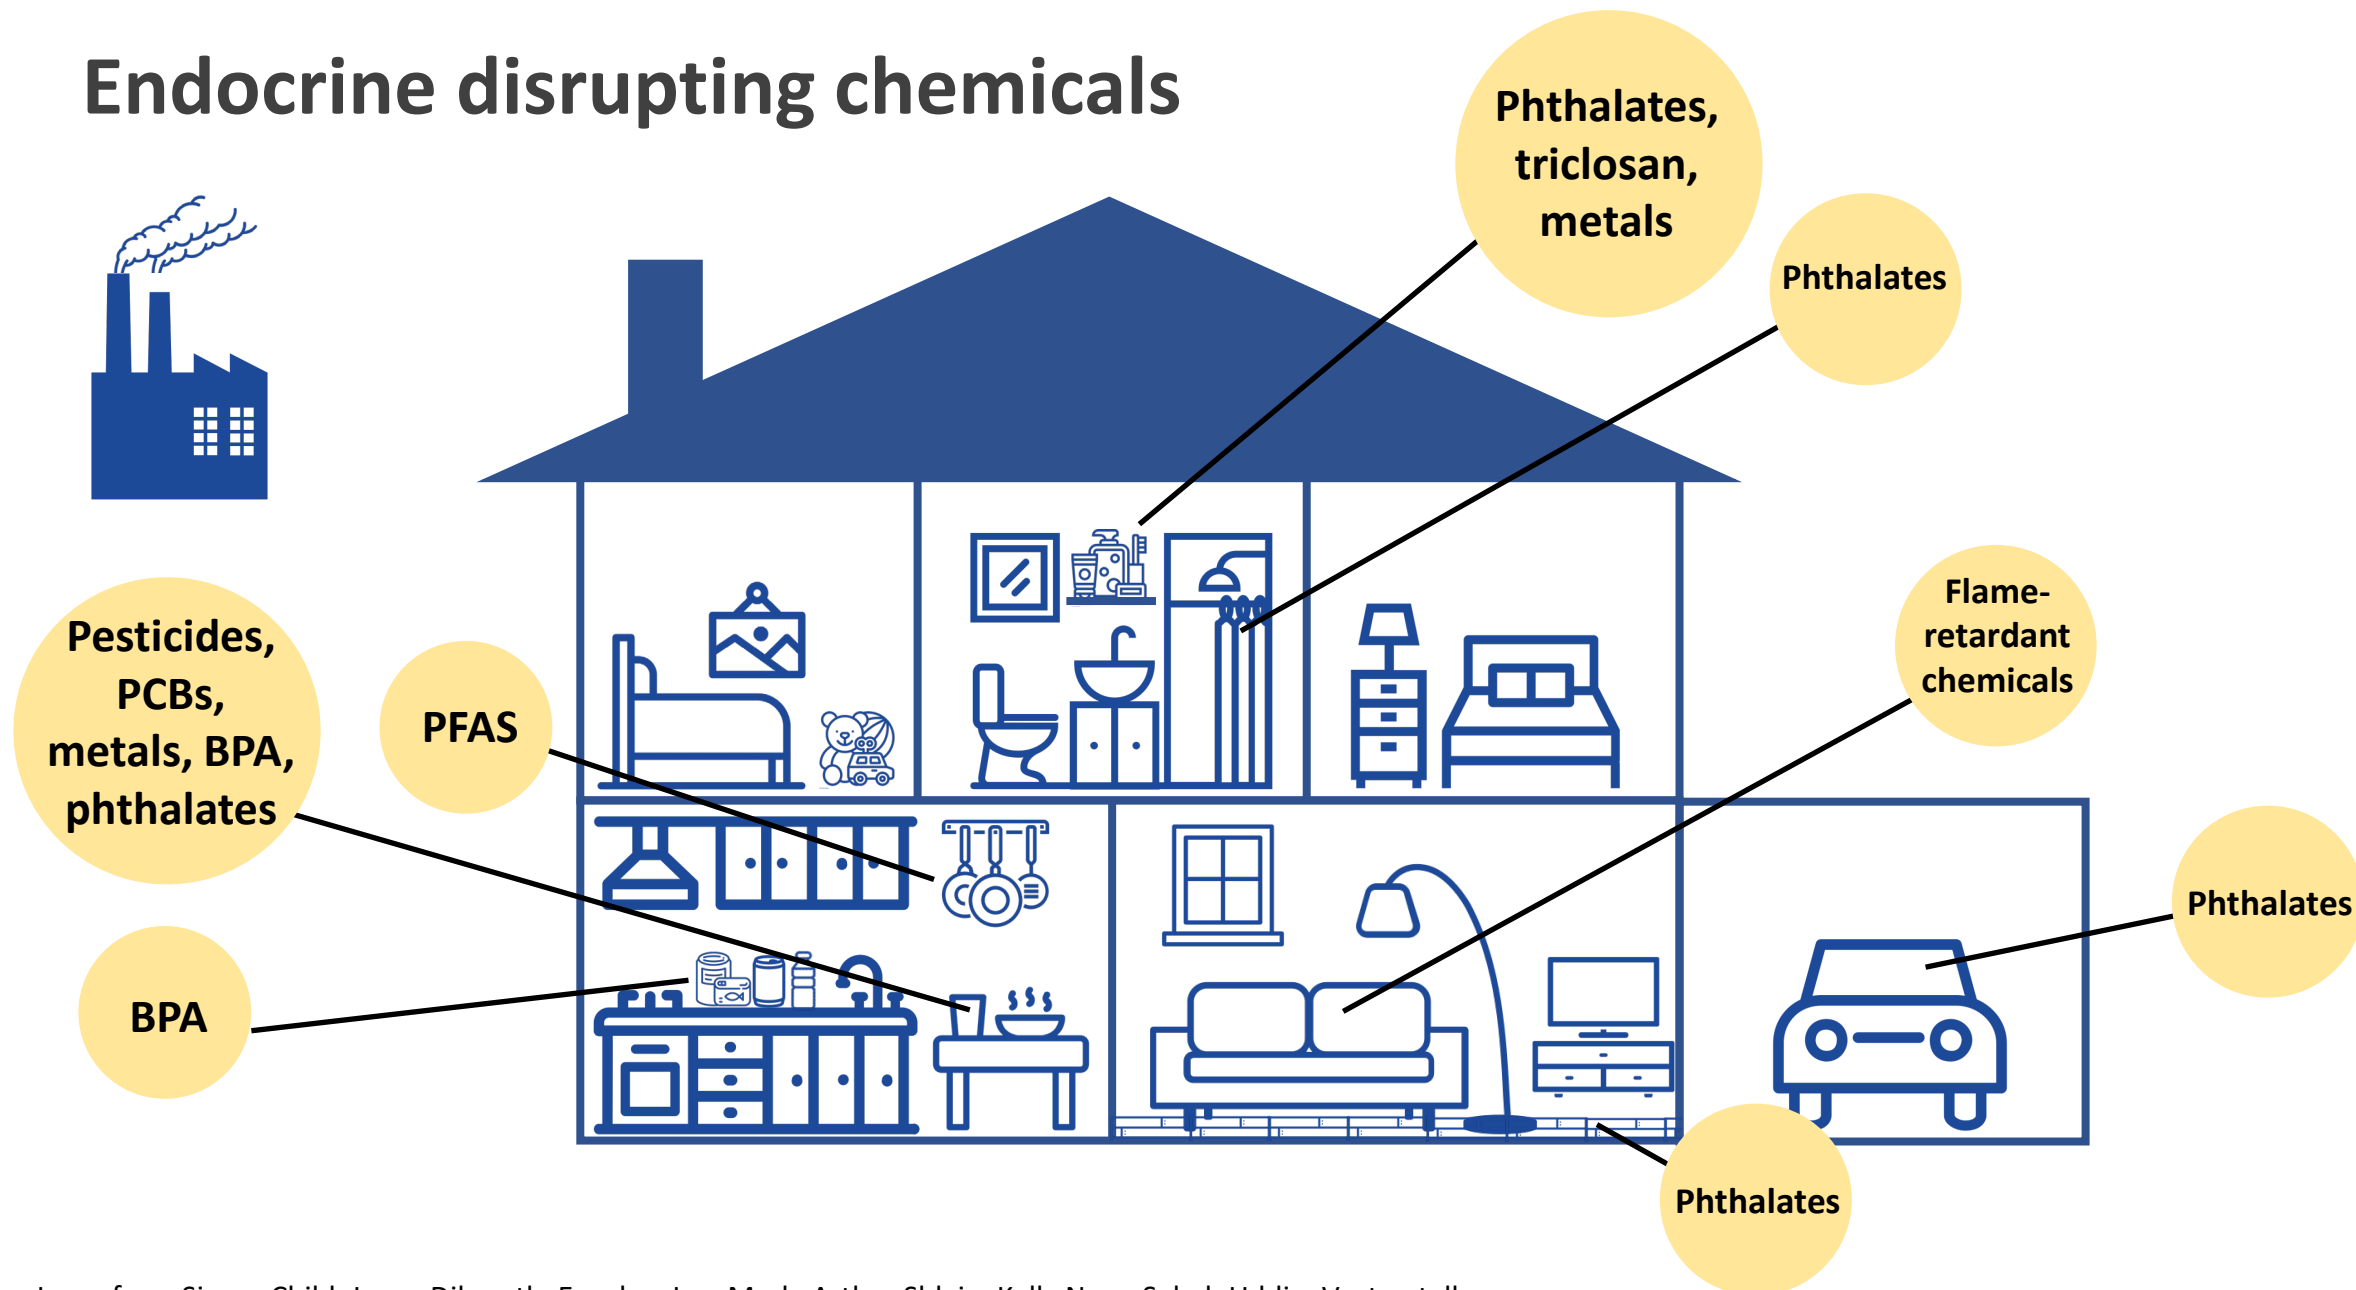 Endocrine disrupting chemicals
Phthalates,
triclosan,
metals
Phthalates
Flame-
retardant
chemicals
Pesticides,
PCBs,
metals, BPA,
phthalates
PFAS
Phthalates
BPA
Phthalates